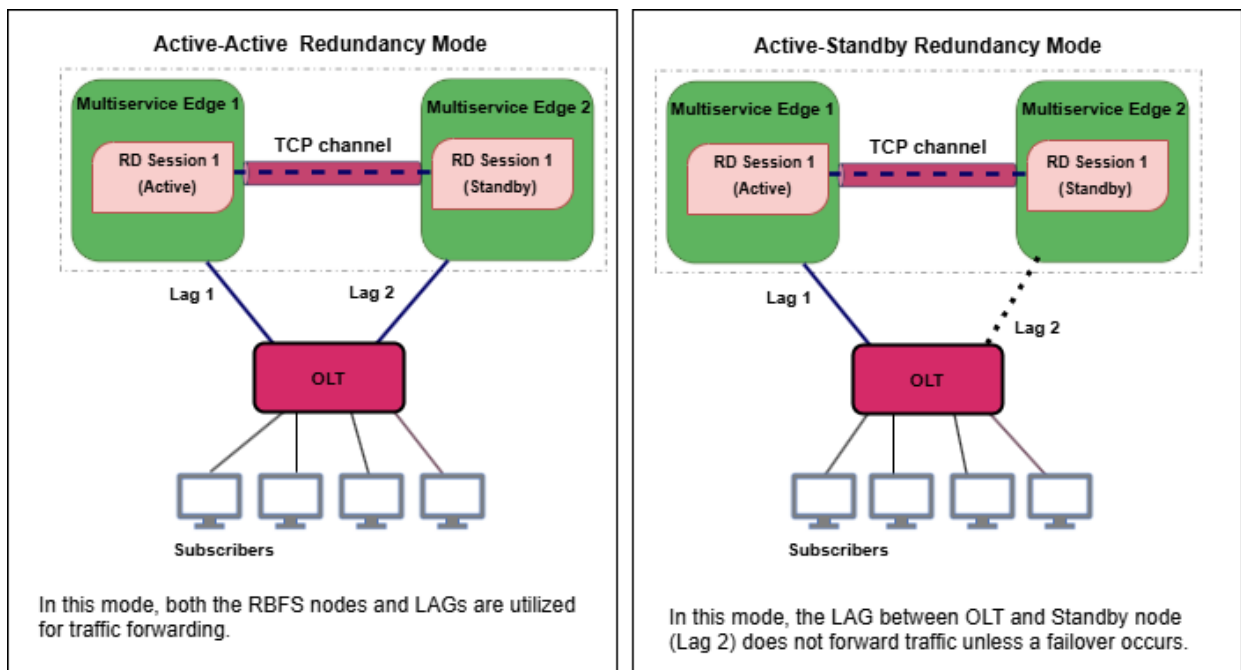 Active-Active Redundancy Mode
Multiservice Edge 1
Multiservice Edge 2
TCP channel
RD Session 1
(Active)
RD Session 1
(Standby)
Lag 1
Lag 2
OLT
Subscribers
In this mode, both the RBFS nodes and LAGs are utilized
for traffic forwarding.
Active-Standby Redundancy Mode
Multiservice Edge 1
Multiservice Edge 2
TCP channel
RD Session 1
(Active)
RD Session 1
(Standby)
Lag 1
Lag 2
OLT
Subscribers
In this mode, the LAG between OLT and Standby node
(Lag 2) does not forward traffic unless a failover occurs.